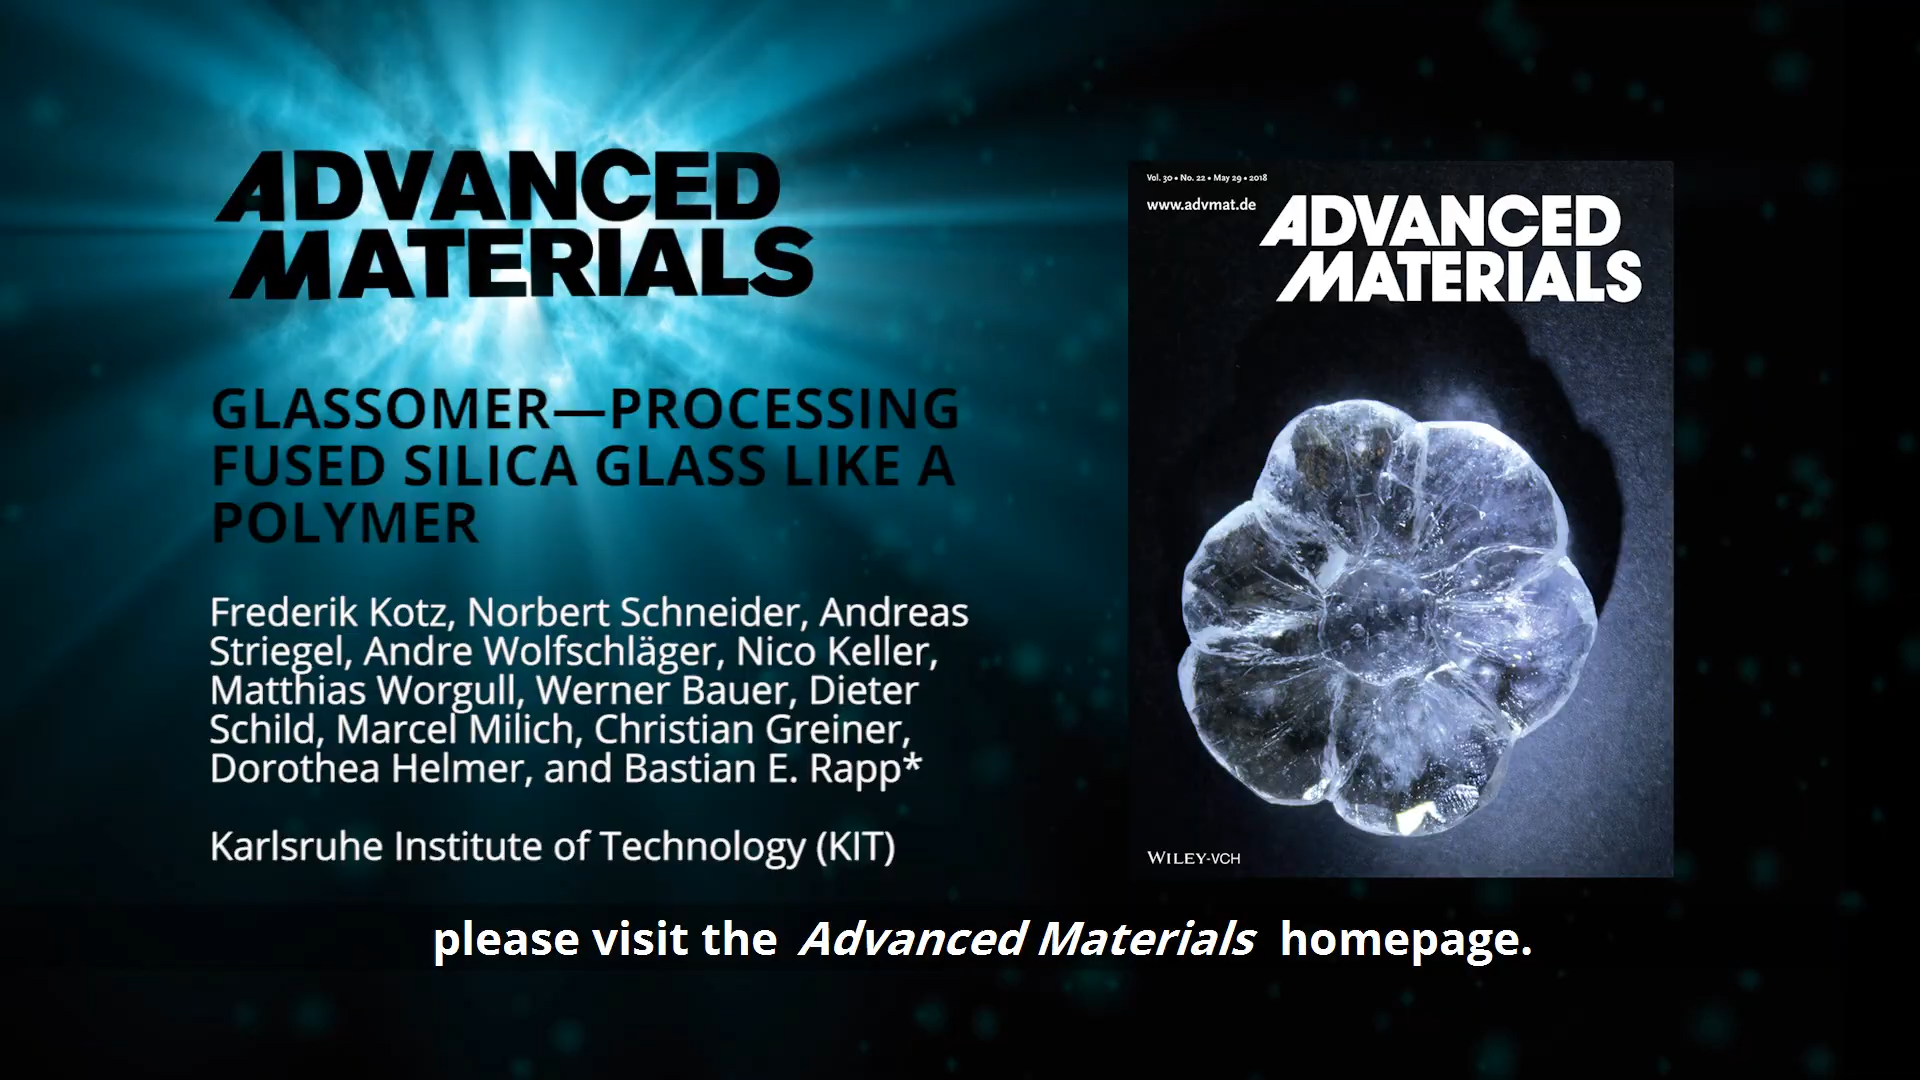 ADVANCED
MATERIALS
GLASSOMER—PROCESSING
FUSED SILICA GLASS LIKE A
POLYMER
Frederik Kotz, Norbert Schneider, Andreas
Striegel, Andre Wolfschläger, Nico Keller,
Matthias Worgull, Werner Bauer, Dieter
Schild, Marcel Milich, Christian Greiner,
Dorothea Helmer, and Bastian E. Rapp*
Karlsruhe Institute of Technology (KIT)
Vol. 30 • No. 22 • May 29 • 2018
www.advmat.de
ADVANCED
MATERIALS
WILEY-VCH
please visit the Advanced Materials homepage.